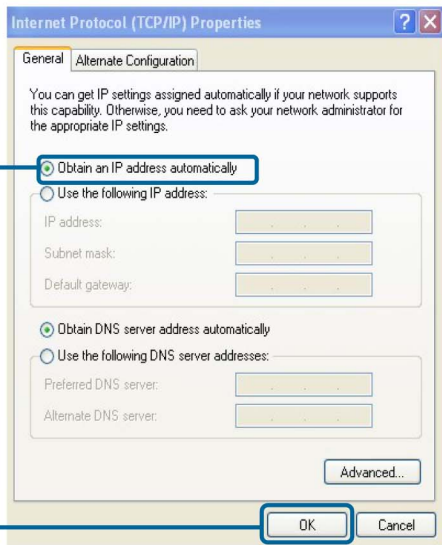 Internet Protocol (TCP/IP) Properties
General
Alternate Configuration
You can get IP settings assigned automatically if your network supports
this capability. Otherwise, you need to ask your network administrator for
the appropriate IP settings.
Obtain an IP address automatically
Use the following IP address:
IP address:
Subnet mask:
Default gateway:
Obtain DNS server address automatically
Use the following DNS server addresses:
Preferred DNS server:
Alternate DNS server:
Advanced...
OK
Cancel